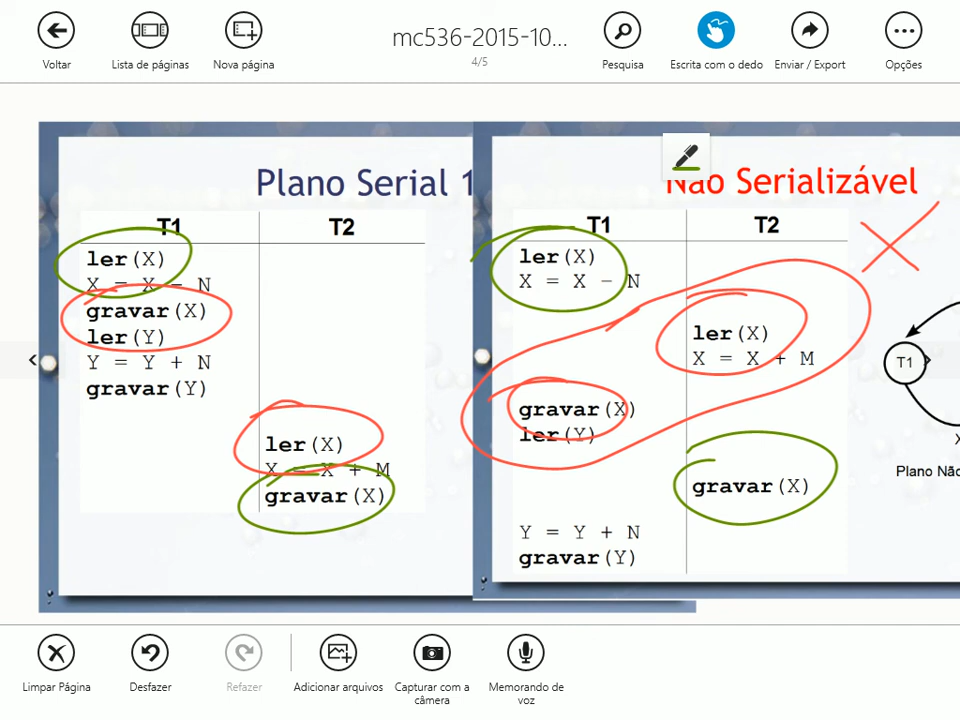 Voltar
Lista de páginas
Nova página
mc536-2015-10...
4/5
Pesquisa
Escrita com o dedo
Enviar / Export
Opções
Plano Serial 1
T1 T2
ler(X)
X = X - N
gravar(X)
ler(Y)
Y = Y + N
gravar(Y)
ler(X)
X = X + M
gravar(X)
Não Serializável
T1 T2
ler(X)
X = X - N
ler(X)
X = X + M
gravar(X)
ler(Y)
gravar(X)
Y = Y + N
gravar(Y)
T1
X
Plano Não
Limpar Página
Desfazer
Refazer
Adicionar arquivos
Capturar com a
câmera
Memorando de
voz